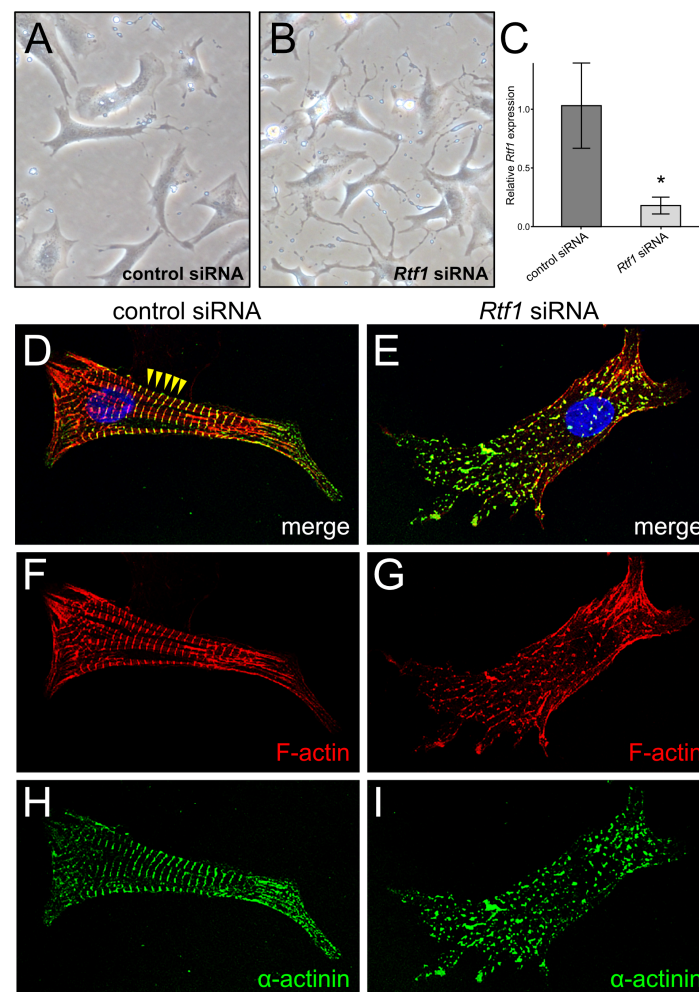 A
control siRNA
B
Rtf1 siRNA
C
Relative Rtf1 expression
1.0
0.5
0.0
*
control siRNA
Rtf1 siRNA
control siRNA
Rtf1 siRNA
D
merge
E
merge
F
F-actin
G
F-actin
H
α-actinin
I
α-actinin